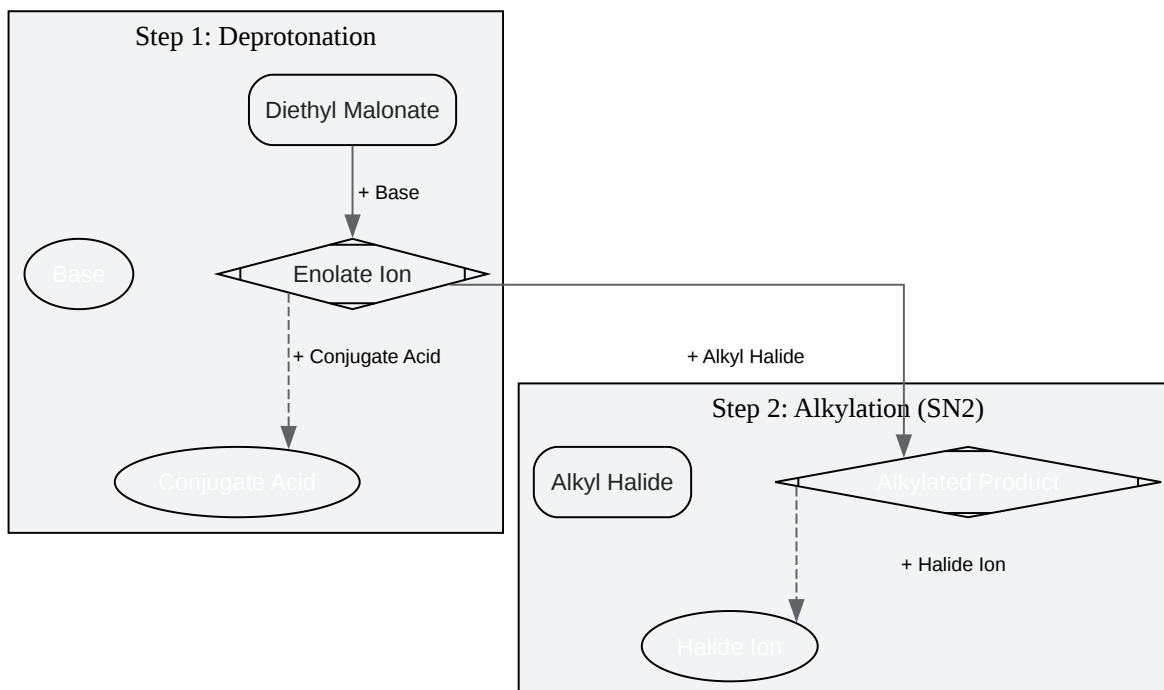 Step 1: Deprotonation
Diethyl Malonate
+ Base
Base
Enolate Ion
+ Conjugate Acid
+ Alkyl Halide
Step 2: Alkylation (SN2)
Conjugate Acid
Alkyl Halide
Alkylated Product
+ Halide Ion
Halide Ion